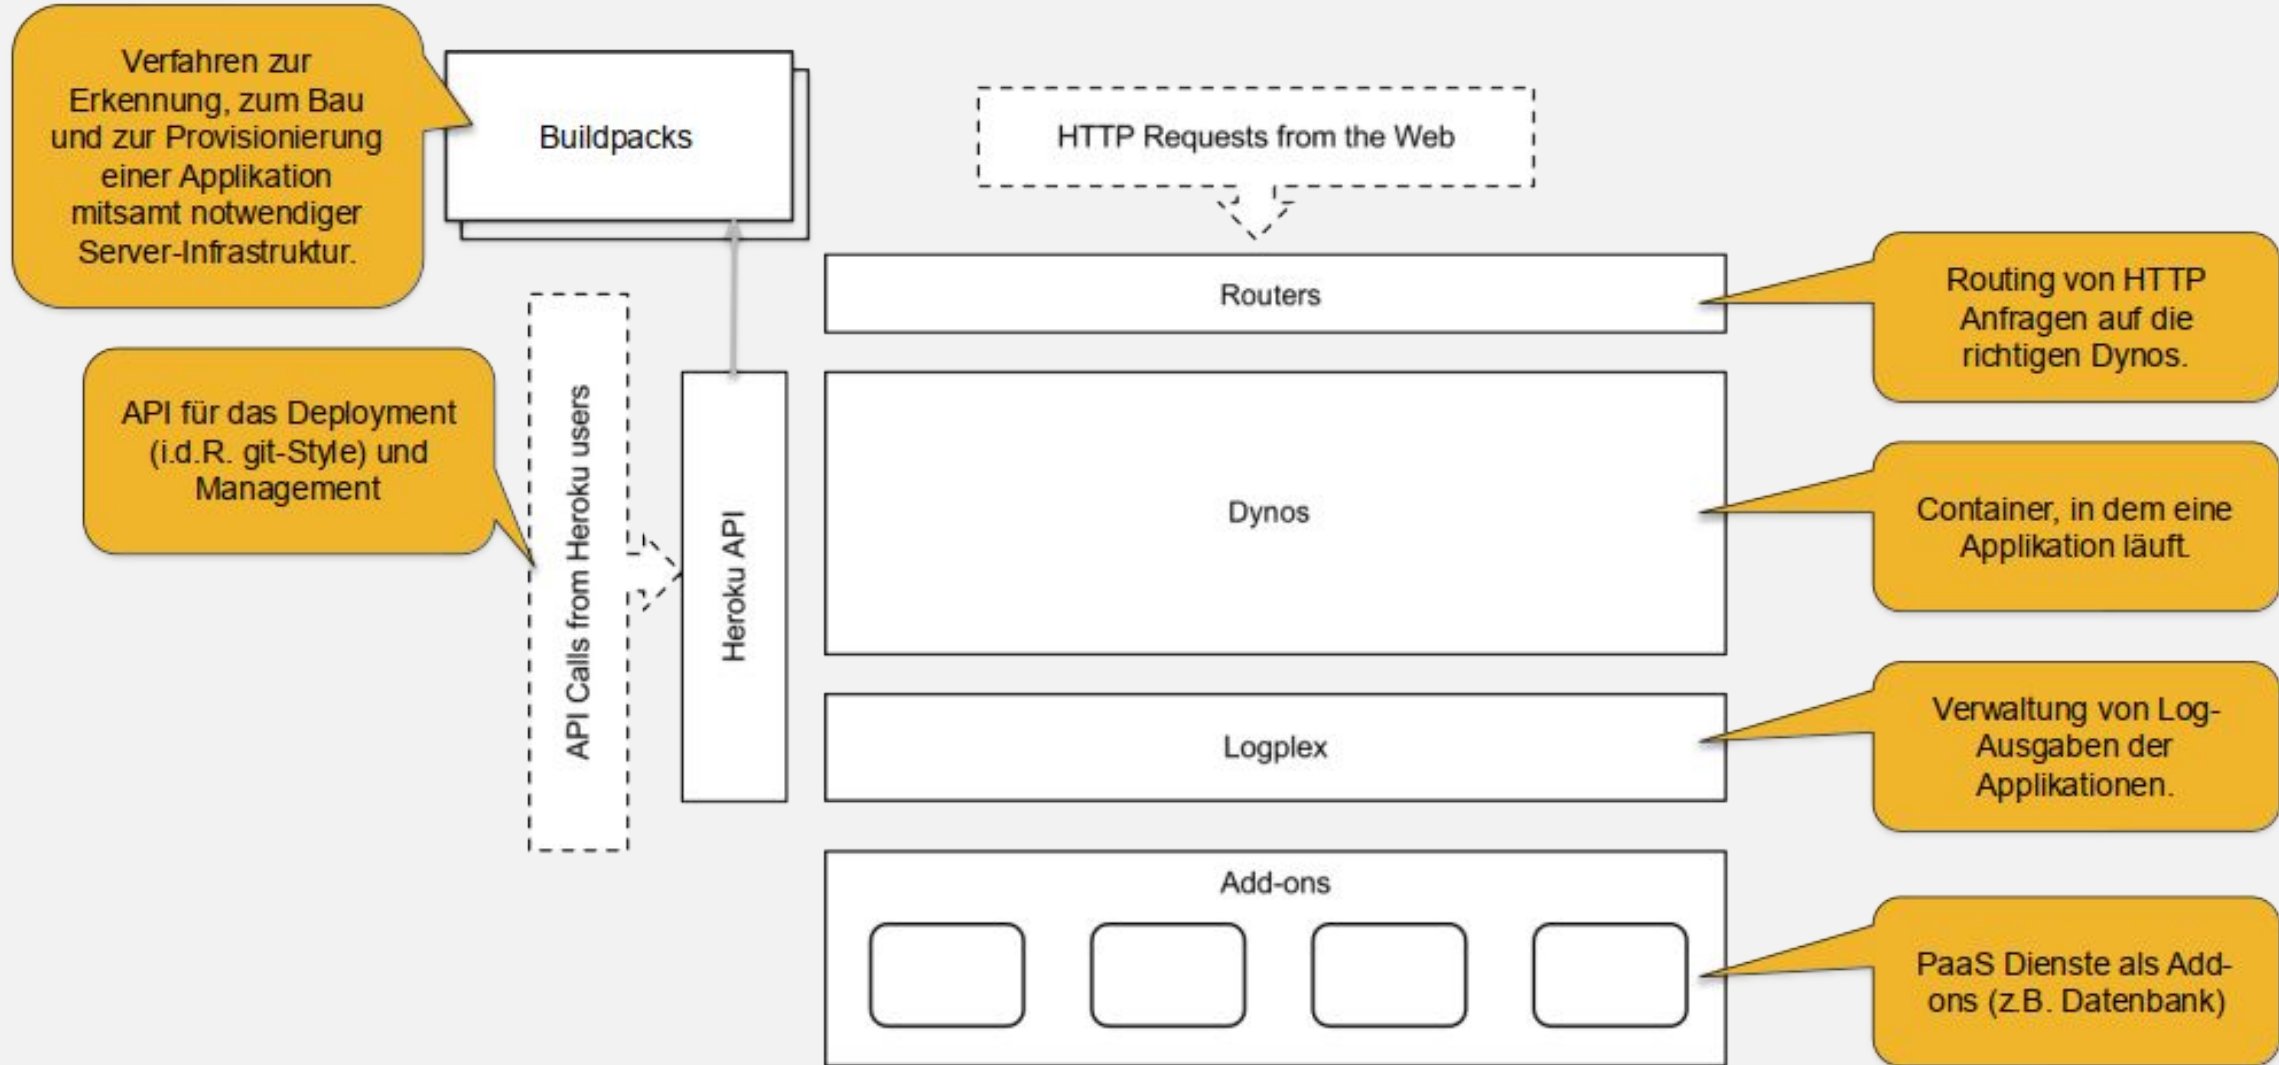 Verfahren zur
Erkennung, zum Bau
und zur Provisionierung
einer Applikation
mitsamt notwendiger
Server-Infrastruktur.
Buildpacks
HTTP Requests from the Web
Routers
Routing von HTTP
Anfragen auf die
richtigen Dynos.
API für das Deployment
(i.d.R. git-Style) und
Management
API Calls from Heroku users
Heroku API
Dynos
Container, in dem eine
Applikation läuft.
Logplex
Verwaltung von Log-
Ausgaben der
Applikationen.
Add-ons
PaaS Dienste als Add-
ons (z.B. Datenbank)